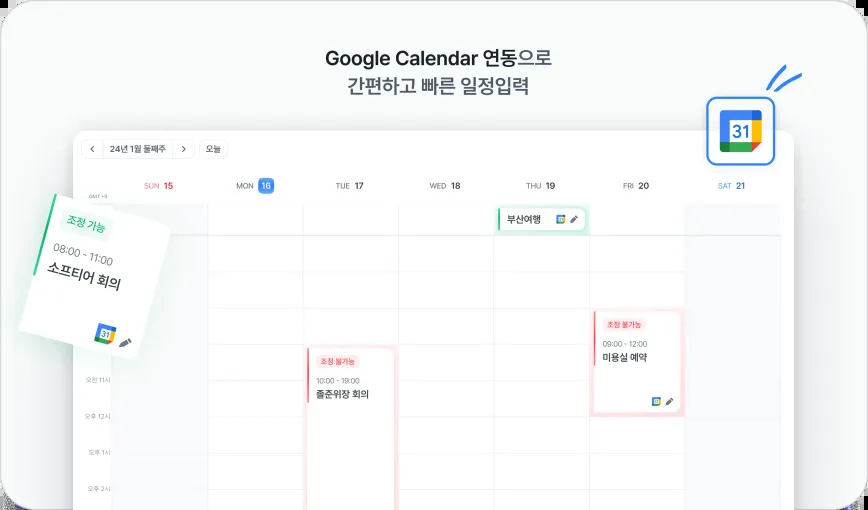 Google Calendar 연동으로
간편하고 빠른 일정입력
31
24년 1월 둘째주
오늘
GMT +9
SUN 15
MON 16
TUE 17
WED 18
THU 19
FRI 20
SAT 21
부산여행
조정 가능
08:00 - 11:00
소프티어 회의
31
조정 불가능
09:00 - 12:00
미용실 예약
조정 불가능
10:00 - 19:00
졸준위장 회의
오전 11시
오후 12시
오후 1시
오후 2시